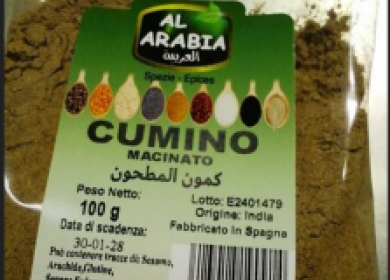 AL
ARABIA
العربية
Spezie - Epices
CUMINO
MACINATO
كمون المطحون
Peso Netto:
100 g
Data di scadenza:
30-01-28
Può contenere tracce di: Sesamo,
Arachide, Glutine,
Lotto: E2401479
Origine: India
Fabbricato in Spagna